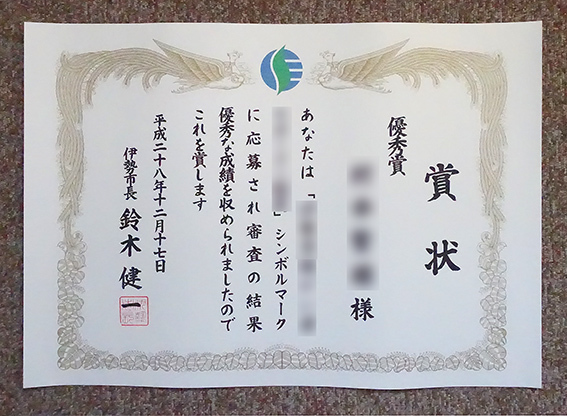 賞状
優秀賞
様
あなたは「
」シンボルマーク
に応募され審査の結果
優秀な成績を収められましたので
これを賞します
平成二十八年十二月十七日
伊勢市長 鈴木健一